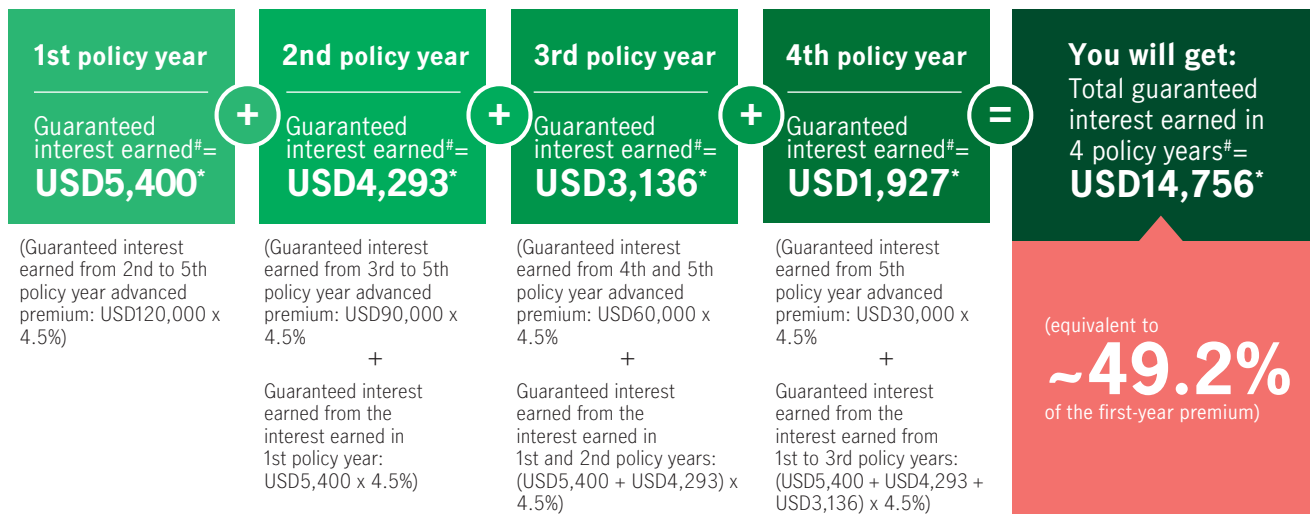 1st policy year
Guaranteed
interest earned#=
USD5,400*
(Guaranteed interest
earned from 2nd to 5th
policy year advanced
premium: USD120,000 x
4.5%)
+
2nd policy year
Guaranteed
interest earned#=
USD4,293*
(Guaranteed interest
earned from 3rd to 5th
policy year advanced
premium: USD90,000 x
4.5%
+
Guaranteed interest
earned from the
interest earned in
1st policy year:
USD5,400 x 4.5%)
+
3rd policy year
Guaranteed
interest earned#=
USD3,136*
(Guaranteed interest
earned from 4th and 5th
policy year advanced
premium: USD60,000 x
4.5%
+
Guaranteed interest
earned from the
interest earned in
1st and 2nd policy years:
(USD5,400 + USD4,293) x
4.5%)
+
4th policy year
Guaranteed
interest earned#=
USD1,927*
(Guaranteed interest
earned from 5th
policy year advanced
premium: USD30,000 x
4.5%
+
Guaranteed interest
earned from the
interest earned from
1st to 3rd policy years:
(USD5,400 + USD4,293 +
USD3,136) x 4.5%)
=
You will get:
Total guaranteed
interest earned in
4 policy years#=
USD14,756*
(equivalent to
~49.2%
of the first-year premium)